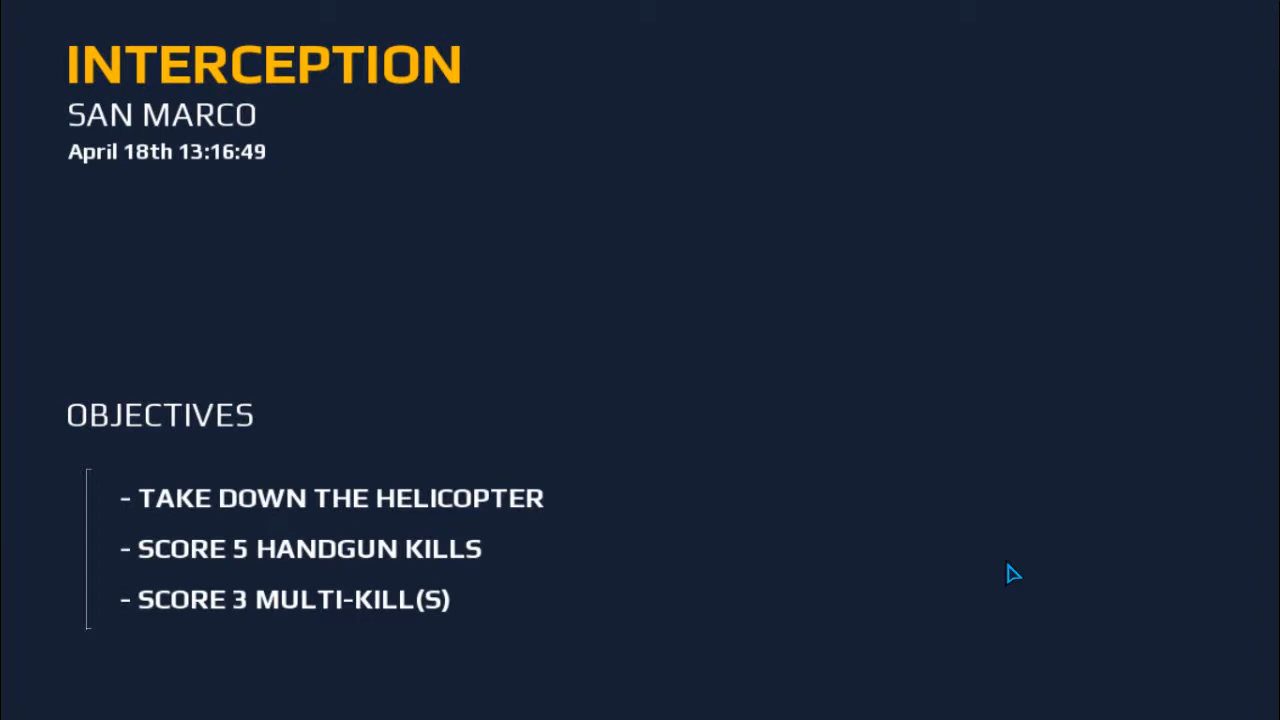 INTERCEPTION
SAN MARCO
April 18th 13:16:49
OBJECTIVES
- TAKE DOWN THE HELICOPTER
- SCORE 5 HANDGUN KILLS
- SCORE 3 MULTI-KILL(S)